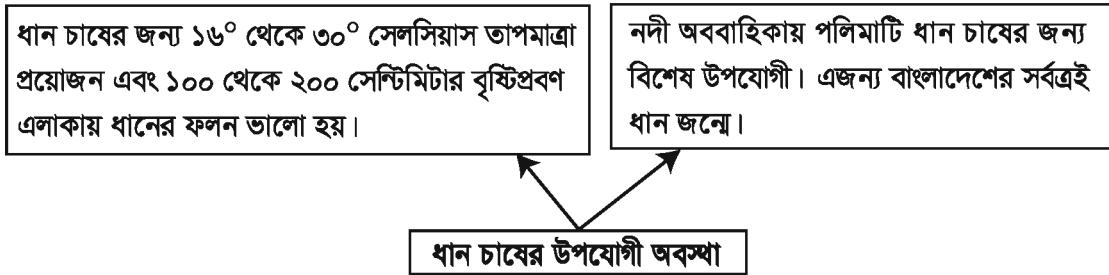 ধান চাষের জন্য ১৬° থেকে ৩০° সেলসিয়াস তাপমাত্রা
প্রয়োজন এবং ১০০ থেকে ২০০ সেন্টিমিটার বৃষ্টিপ্রবণ
এলাকায় ধানের ফলন ভালো হয়।
নদী অববাহিকায় পলিমাটি ধান চাষের জন্য
বিশেষ উপযোগী। এজন্য বাংলাদেশের সর্বত্রই
ধান জন্মে।
ধান চাষের উপযোগী অবস্থা